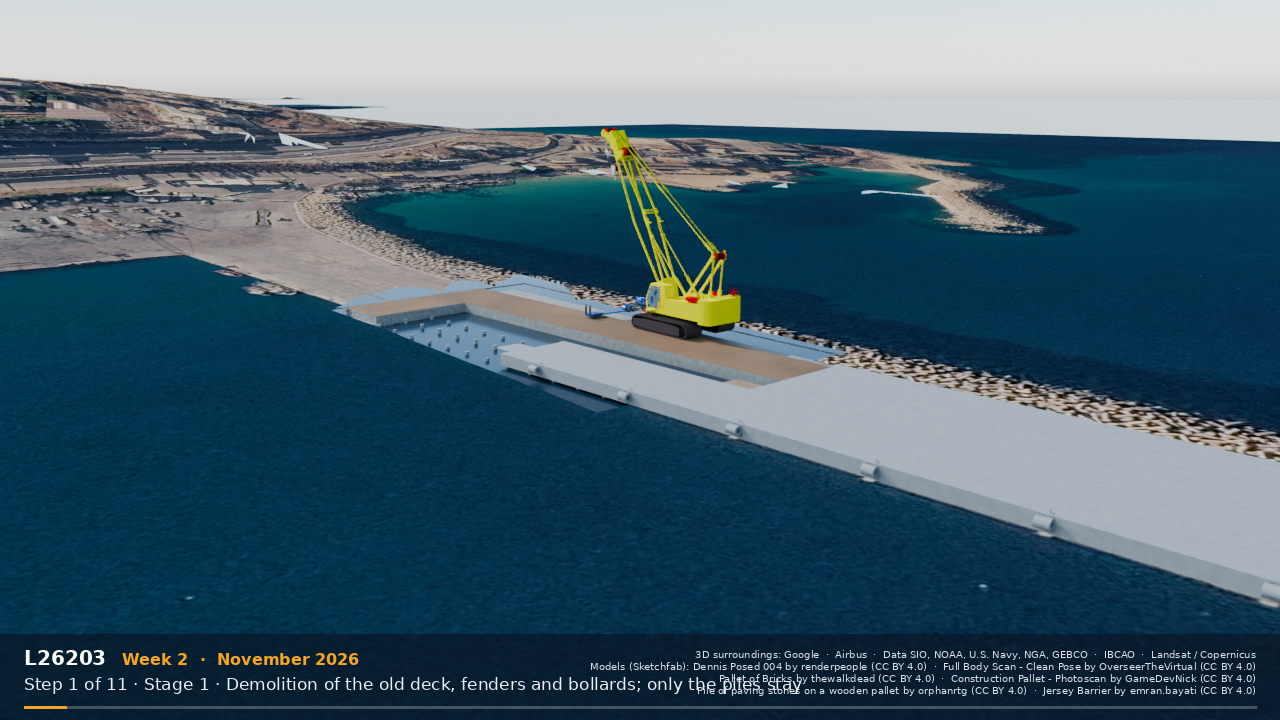 L26203 Week 2 · November 2026
Step 1 of 11 · Stage 1 · Demolition of the old deck, fenders and bollards; only the piles stay
3D surroundings: Google · Airbus · Data SIO, NOAA, U.S. Navy, NGA, GEBCO · IBCAO · Landsat / Copernicus
Models (Sketchfab): Dennis Posed 004 by renderpeople (CC BY 4.0) · Full Body Scan - Clean Pose by OverseerTheVirtual (CC BY 4.0)
Pallet of Bricks by thewalkdead (CC BY 4.0) · Construction Pallet - Photoscan by GameDevNick (CC BY 4.0)
Pile of paving stones on a wooden pallet by orphanrtg (CC BY 4.0) · Jersey Barrier by emran.bayati (CC BY 4.0)